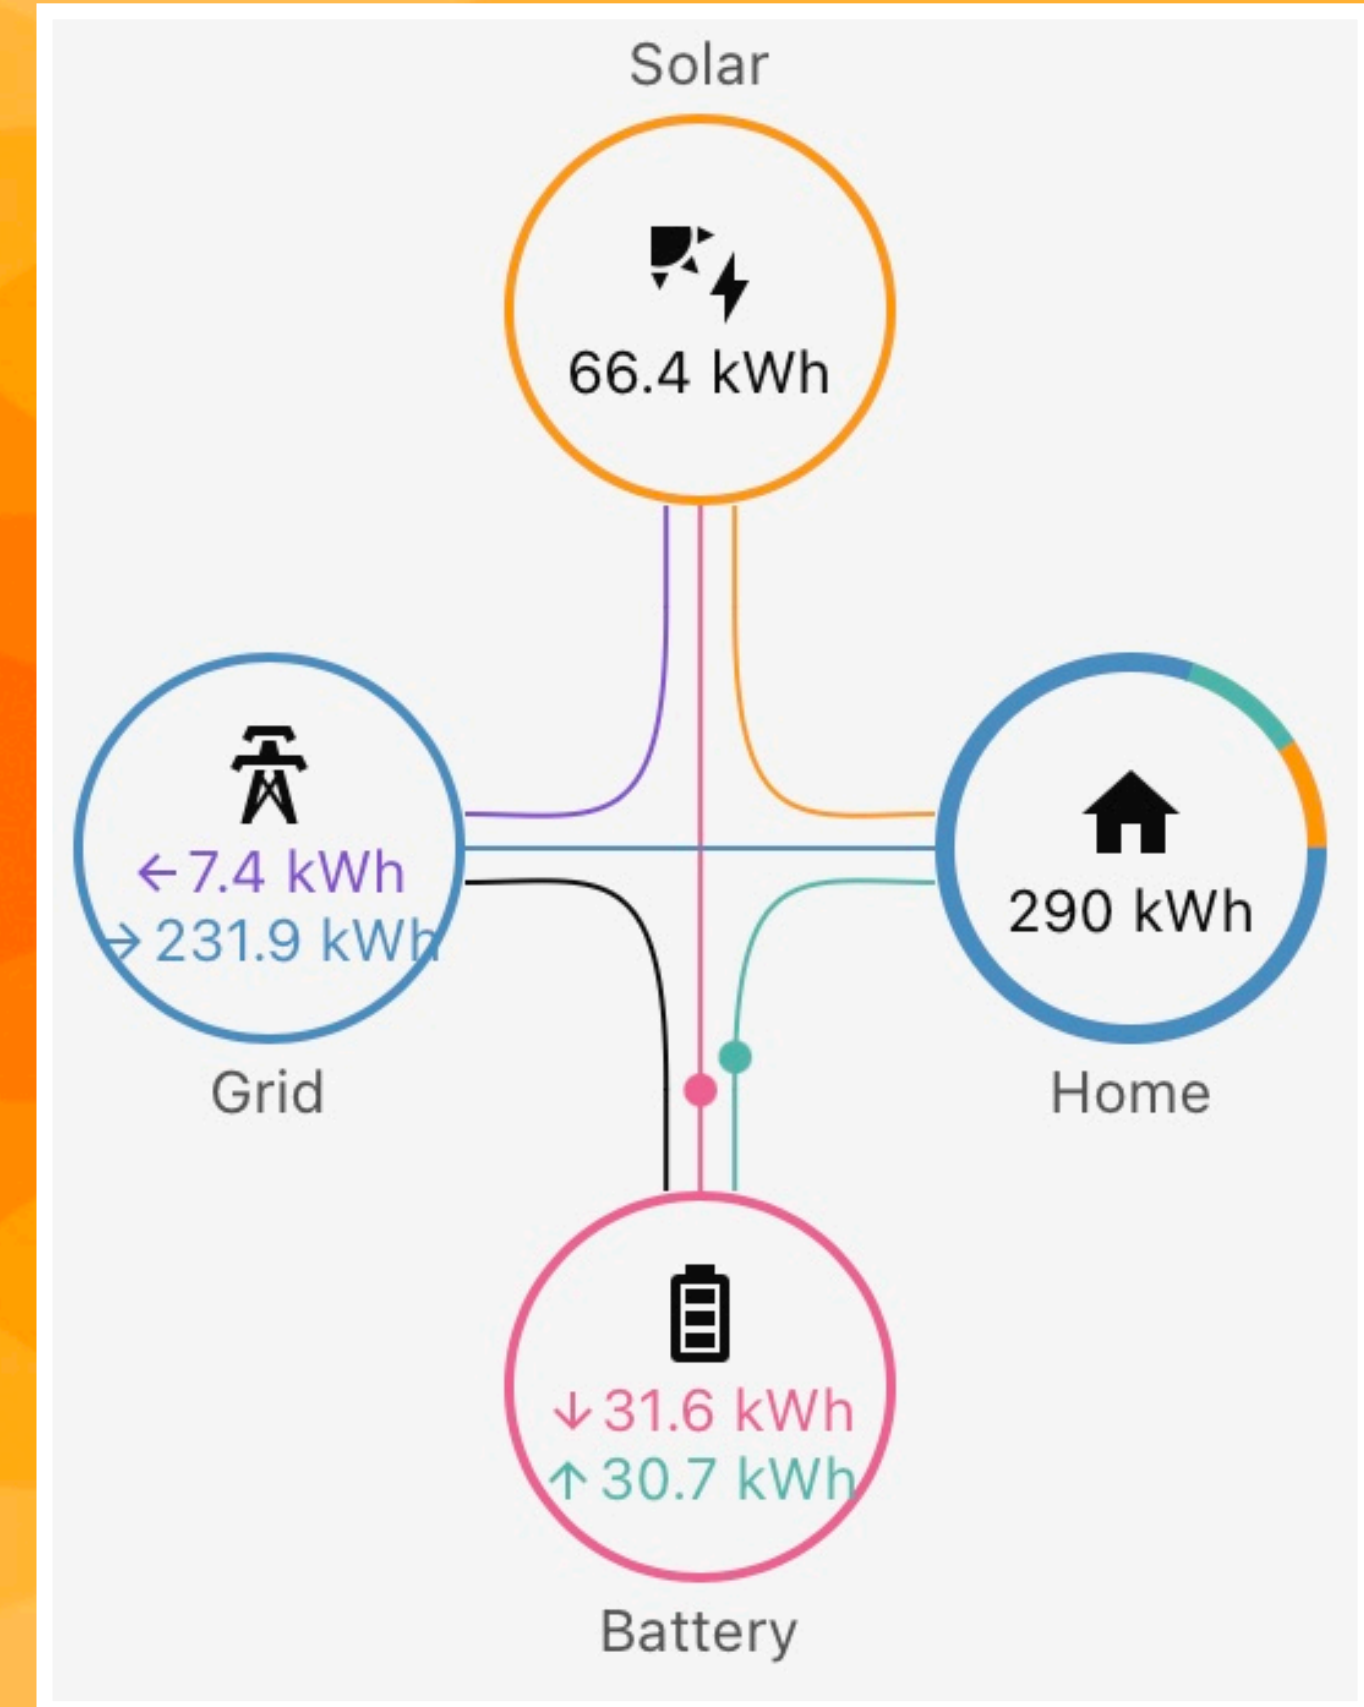 Solar
66.4 kWh
←7.4 kWh
→231.9 kWh
Grid
290 kWh
Home
↓31.6 kWh
↑30.7 kWh
Battery